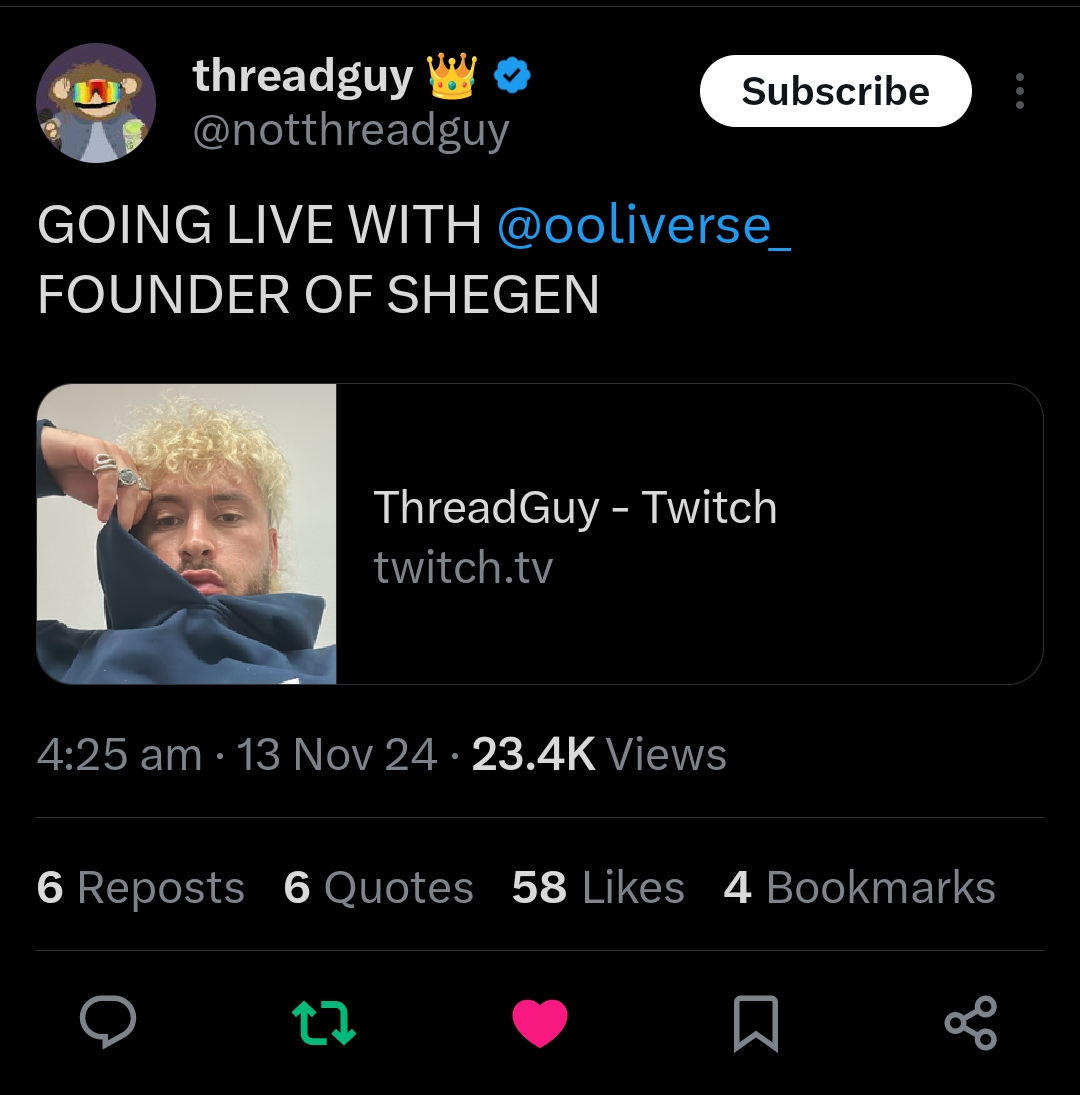 threadguy 👑
@notthreadguy
Subscribe
GOING LIVE WITH @ooliverse_
FOUNDER OF SHEGEN
ThreadGuy - Twitch
twitch.tv
4:25 am · 13 Nov 24 · 23.4K Views
6 Reposts 6 Quotes 58 Likes 4 Bookmarks